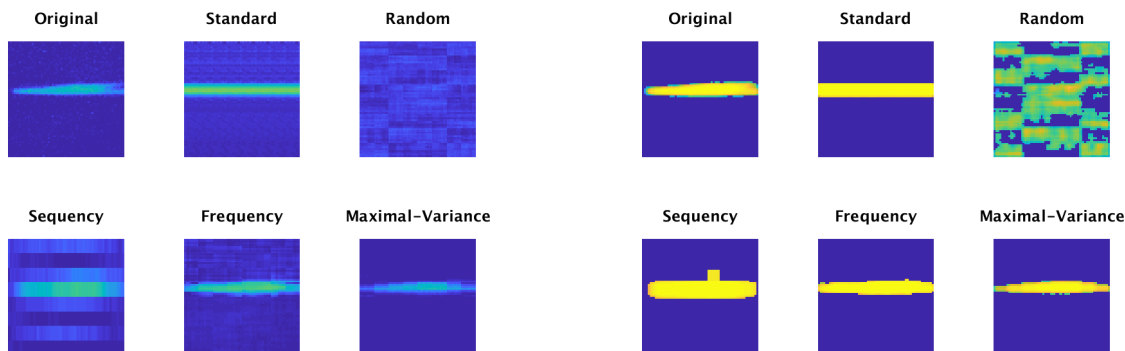 Original Standard Random Original Standard Random
Sequency Frequency Maximal-Variance Sequency Frequency Maximal-Variance